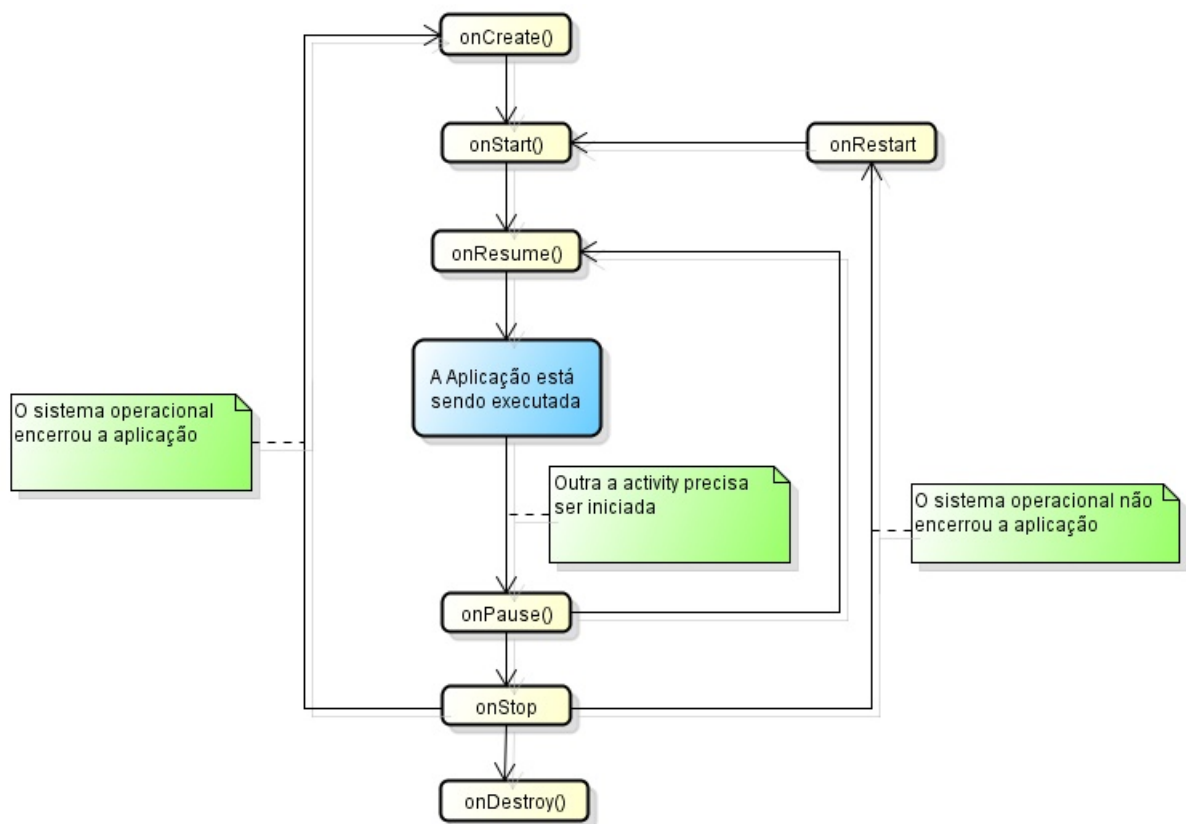 onCreate()
onStart()
onRestart
onResume()
A Aplicação está
sendo executada
O sistema operacional
encerrou a aplicação
Outra a activity precisa
ser iniciada
O sistema operacional não
encerrou a aplicação
onPause()
onStop
onDestroy()